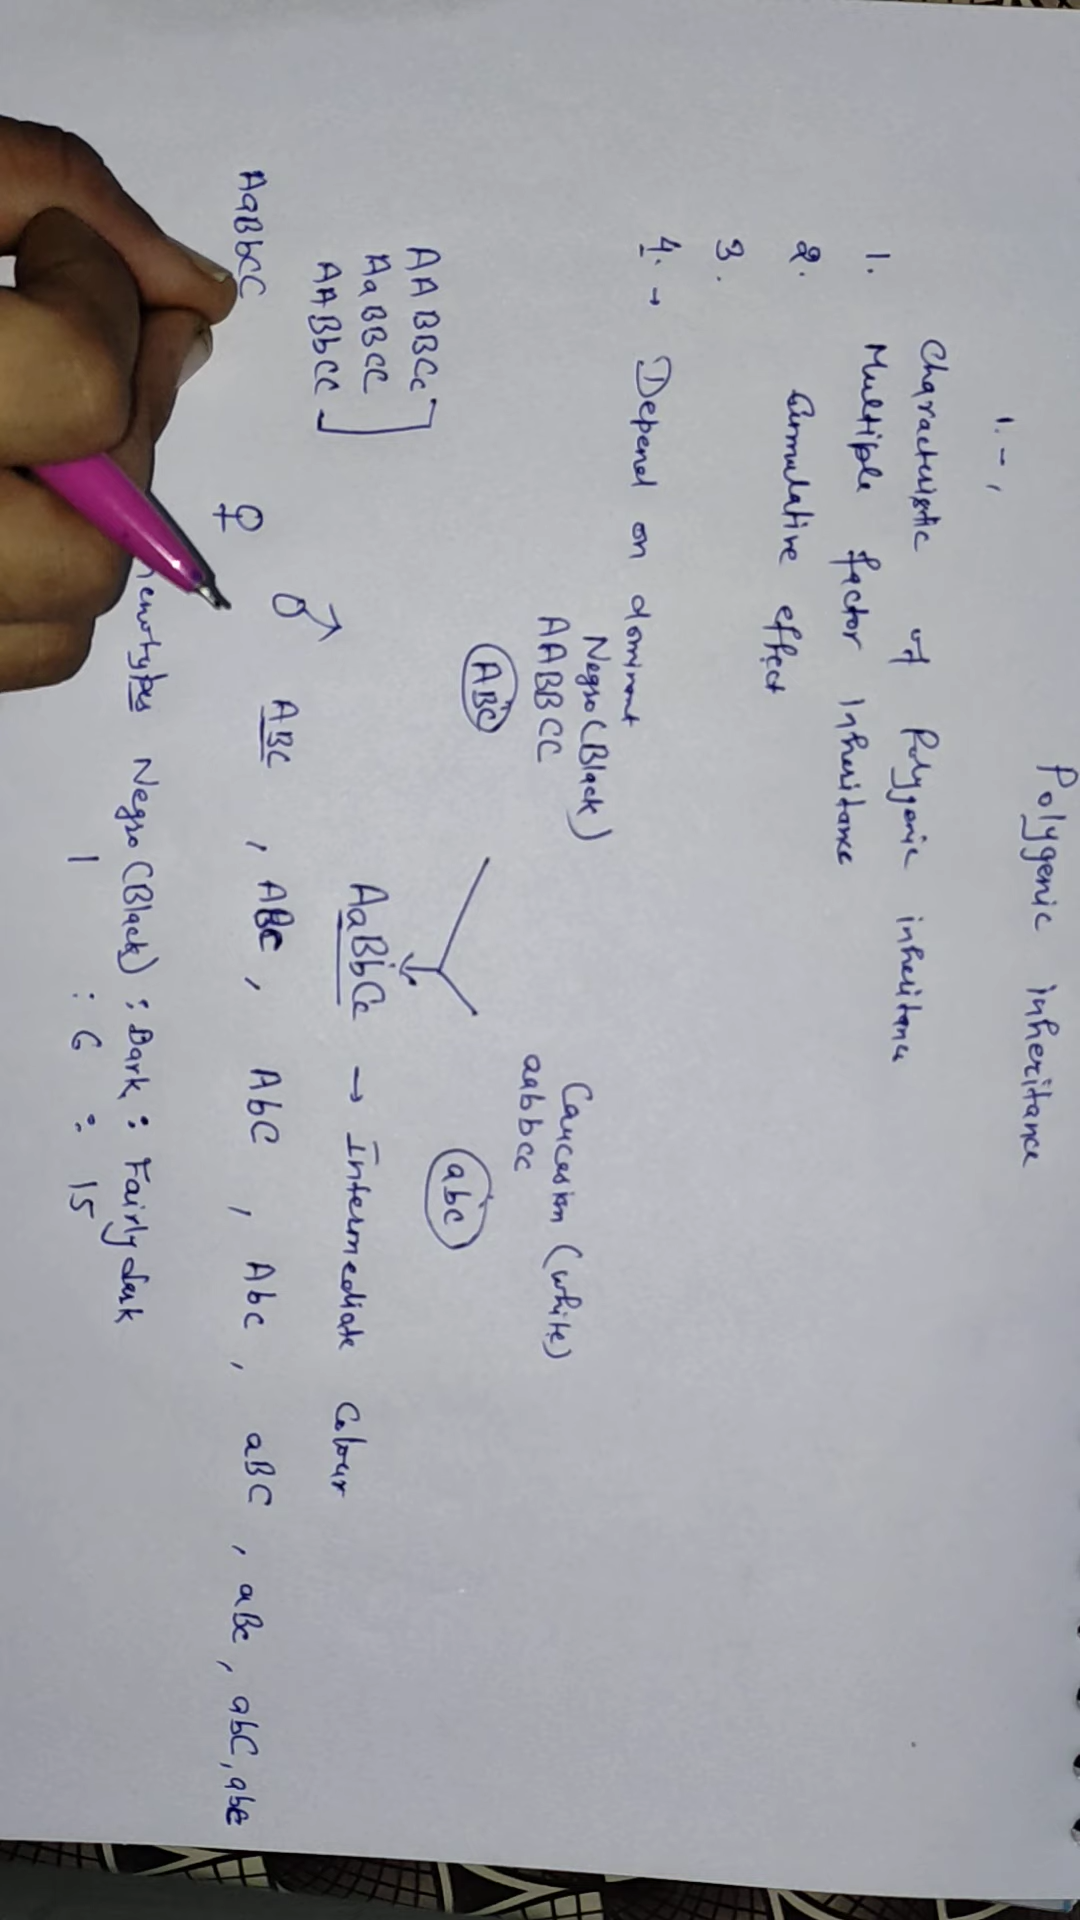 Polygenic inheritance
1. -,
Characteristic of Polygenic inheritance
1. Multiple factor Inheritance
2. Cumulative effect
3.
4. → Depend on dominant
Negro (Black) Caucasion (white)
AABBCC aabbcc
ABC abc
AABBCc
AaBBCC
AABbCC
AaBbCc → Intermediate Colour
♂ ABC, ABc, AbC, Abc, aBC, aBc, abC, abc
♀
AaBbCC
henotypes Negro (Black) : Dark : Fairly dark
1 : 6 : 15